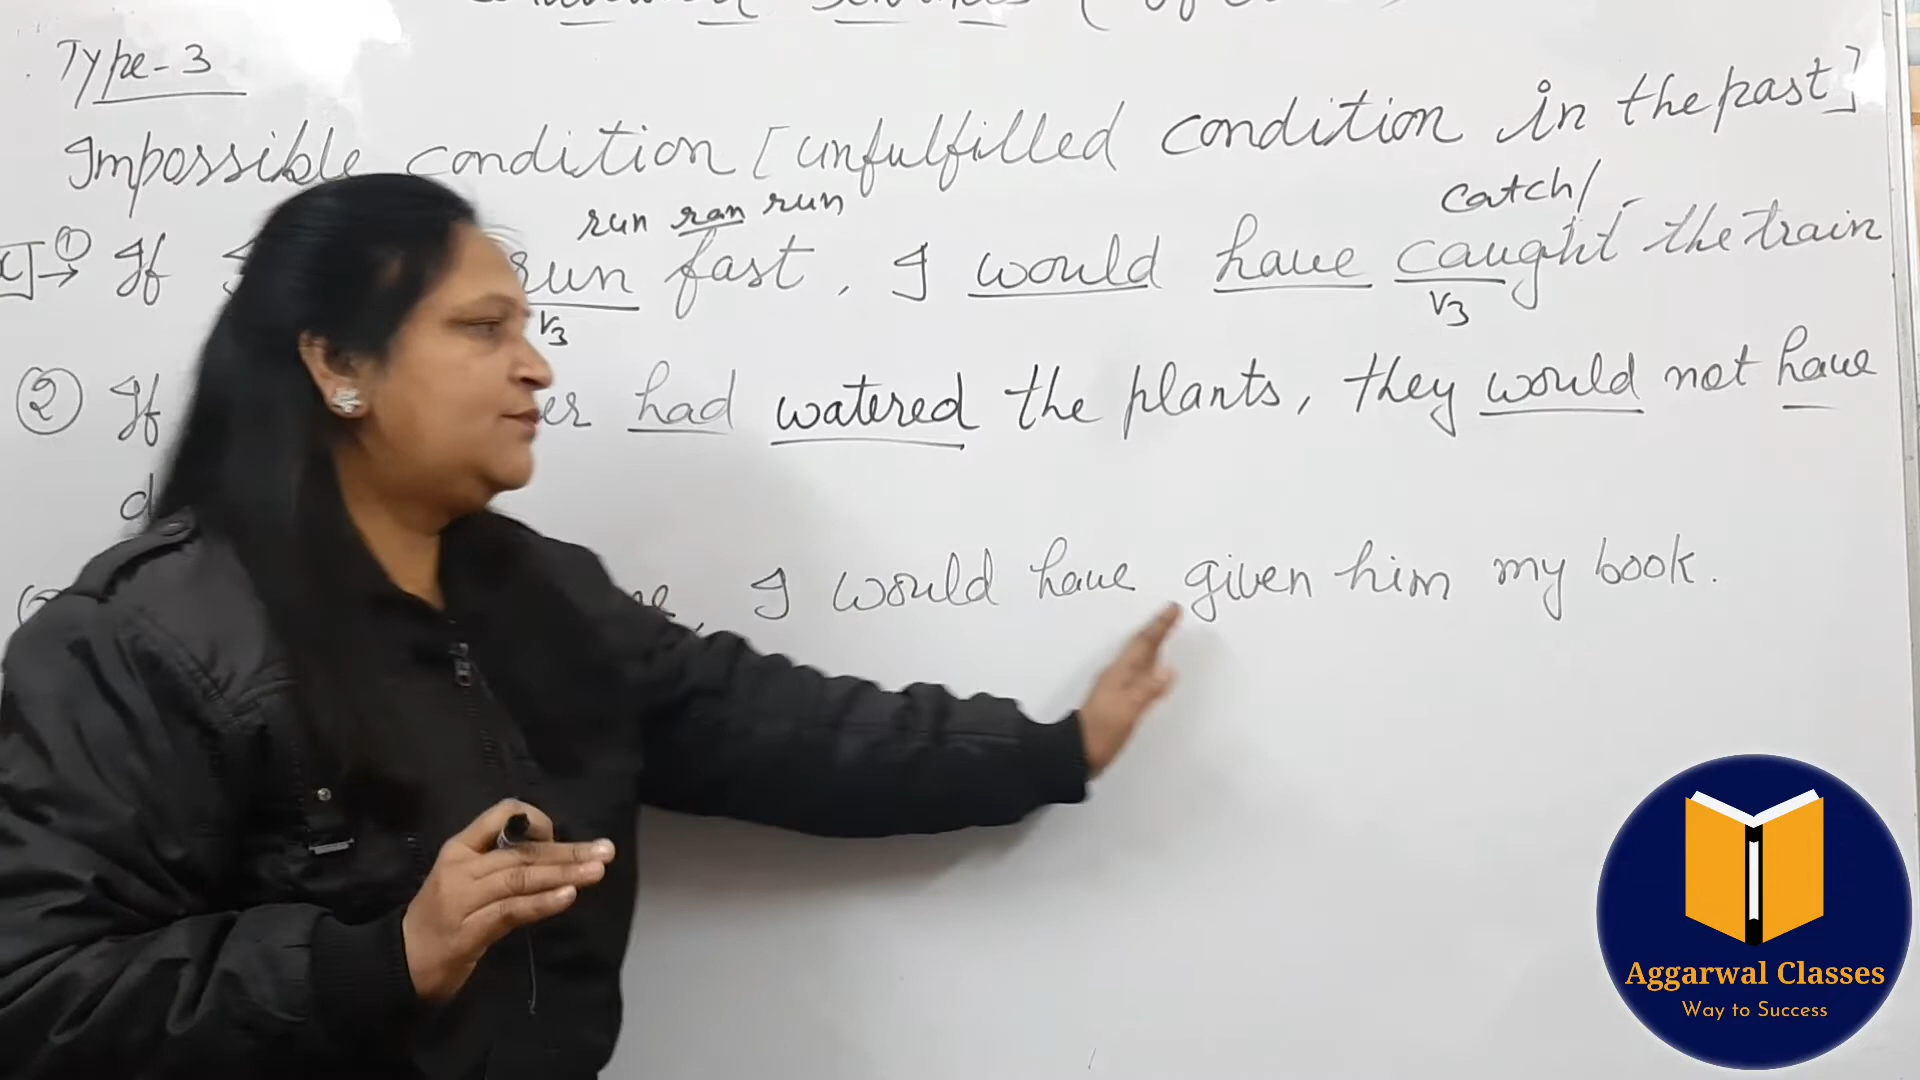 Type-3
Impossible condition [unfulfilled condition in the past]
run ran run catch/
① If run fast, I would have caught the train
V3 V3
② If had watered the plants, they would not have
I would have given him my book.
Aggarwal Classes
Way to Success